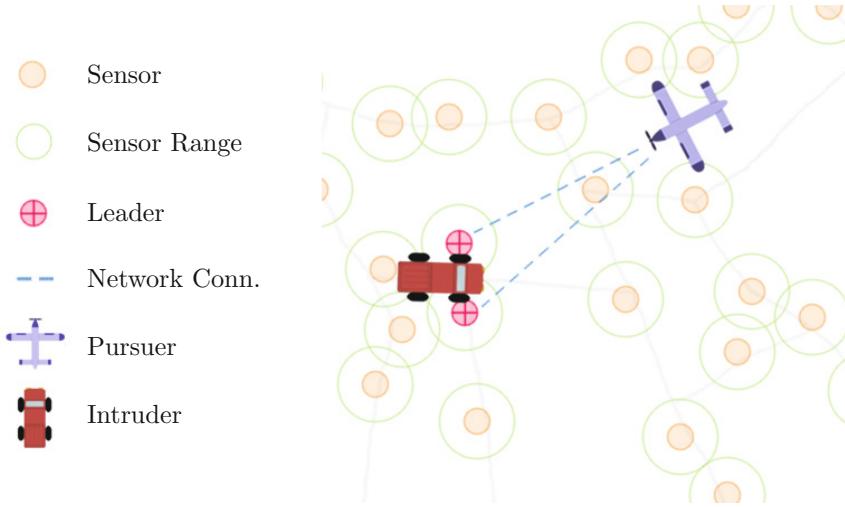 Sensor
Sensor Range
Leader
Network Conn.
Pursuer
Intruder